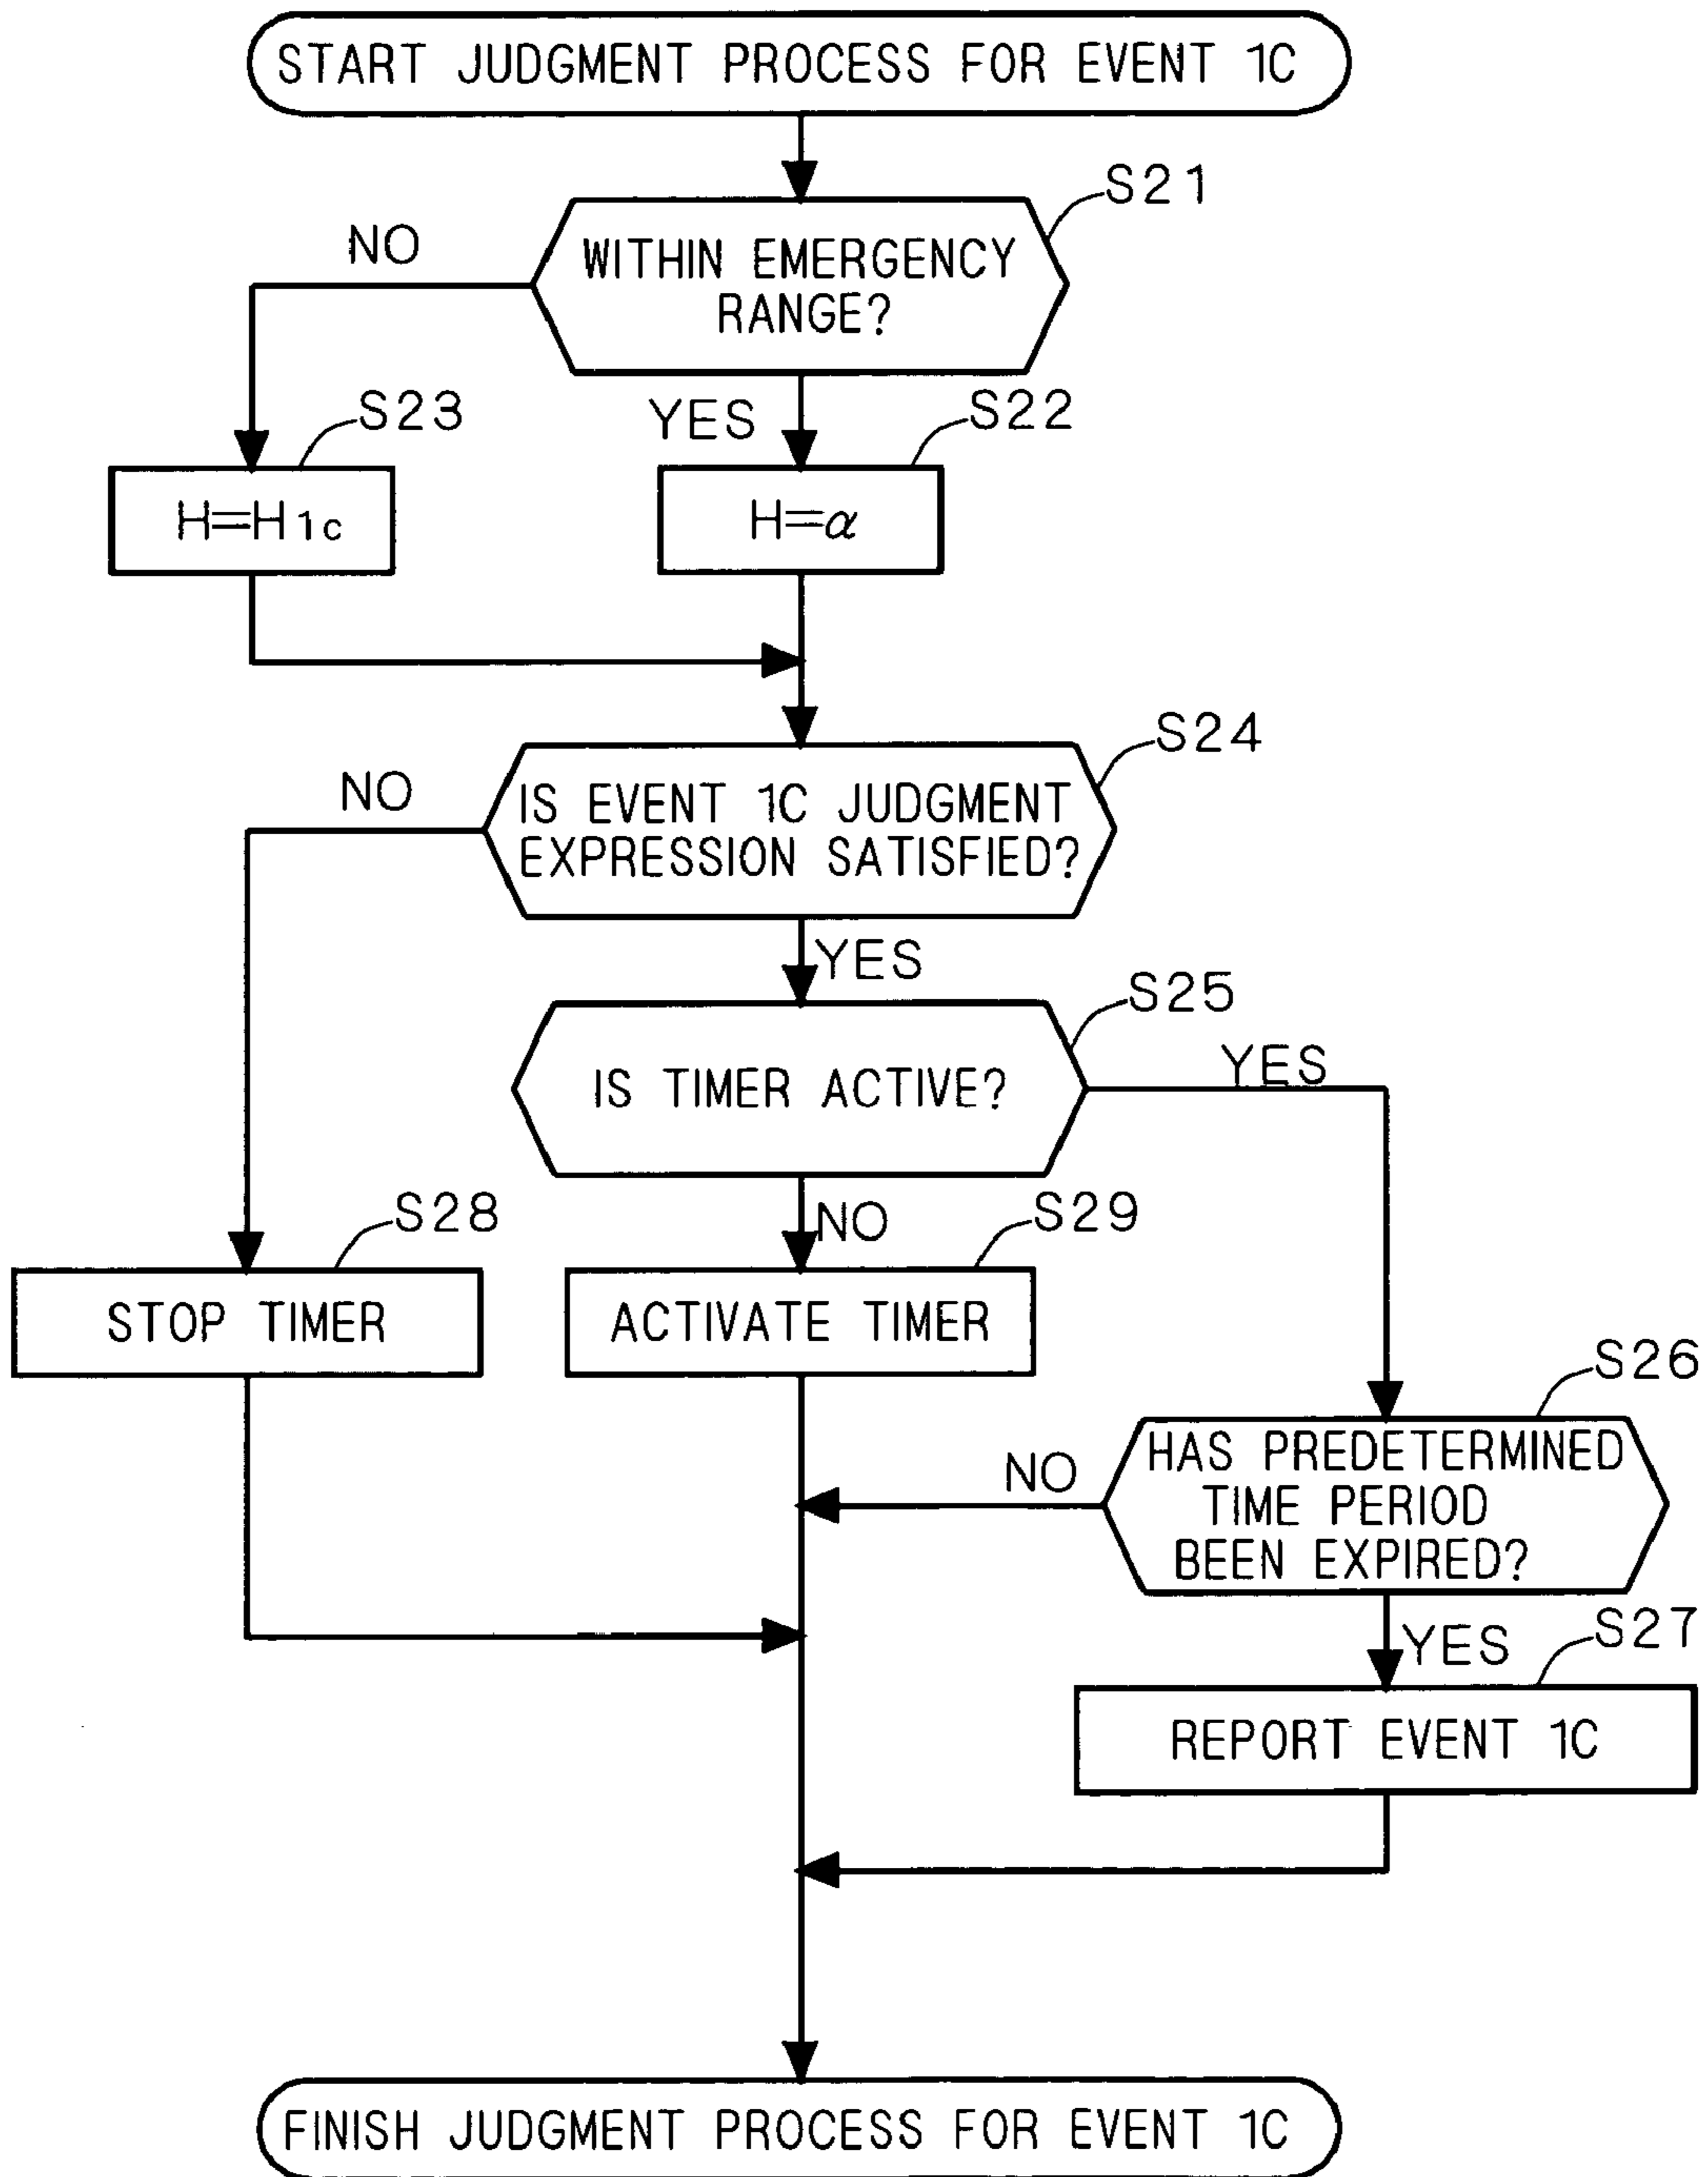 START JUDGMENT PROCESS FOR EVENT 1C
S21
NO
WITHIN EMERGENCY
RANGE?
S23
YES
S22
H=H1c
H=α
S24
NO
IS EVENT 1C JUDGMENT
EXPRESSION SATISFIED?
YES
S25
IS TIMER ACTIVE?
YES
S28
NO
S29
STOP TIMER
ACTIVATE TIMER
S26
NO
HAS PREDETERMINED
TIME PERIOD
BEEN EXPIRED?
YES
S27
REPORT EVENT 1C
FINISH JUDGMENT PROCESS FOR EVENT 1C